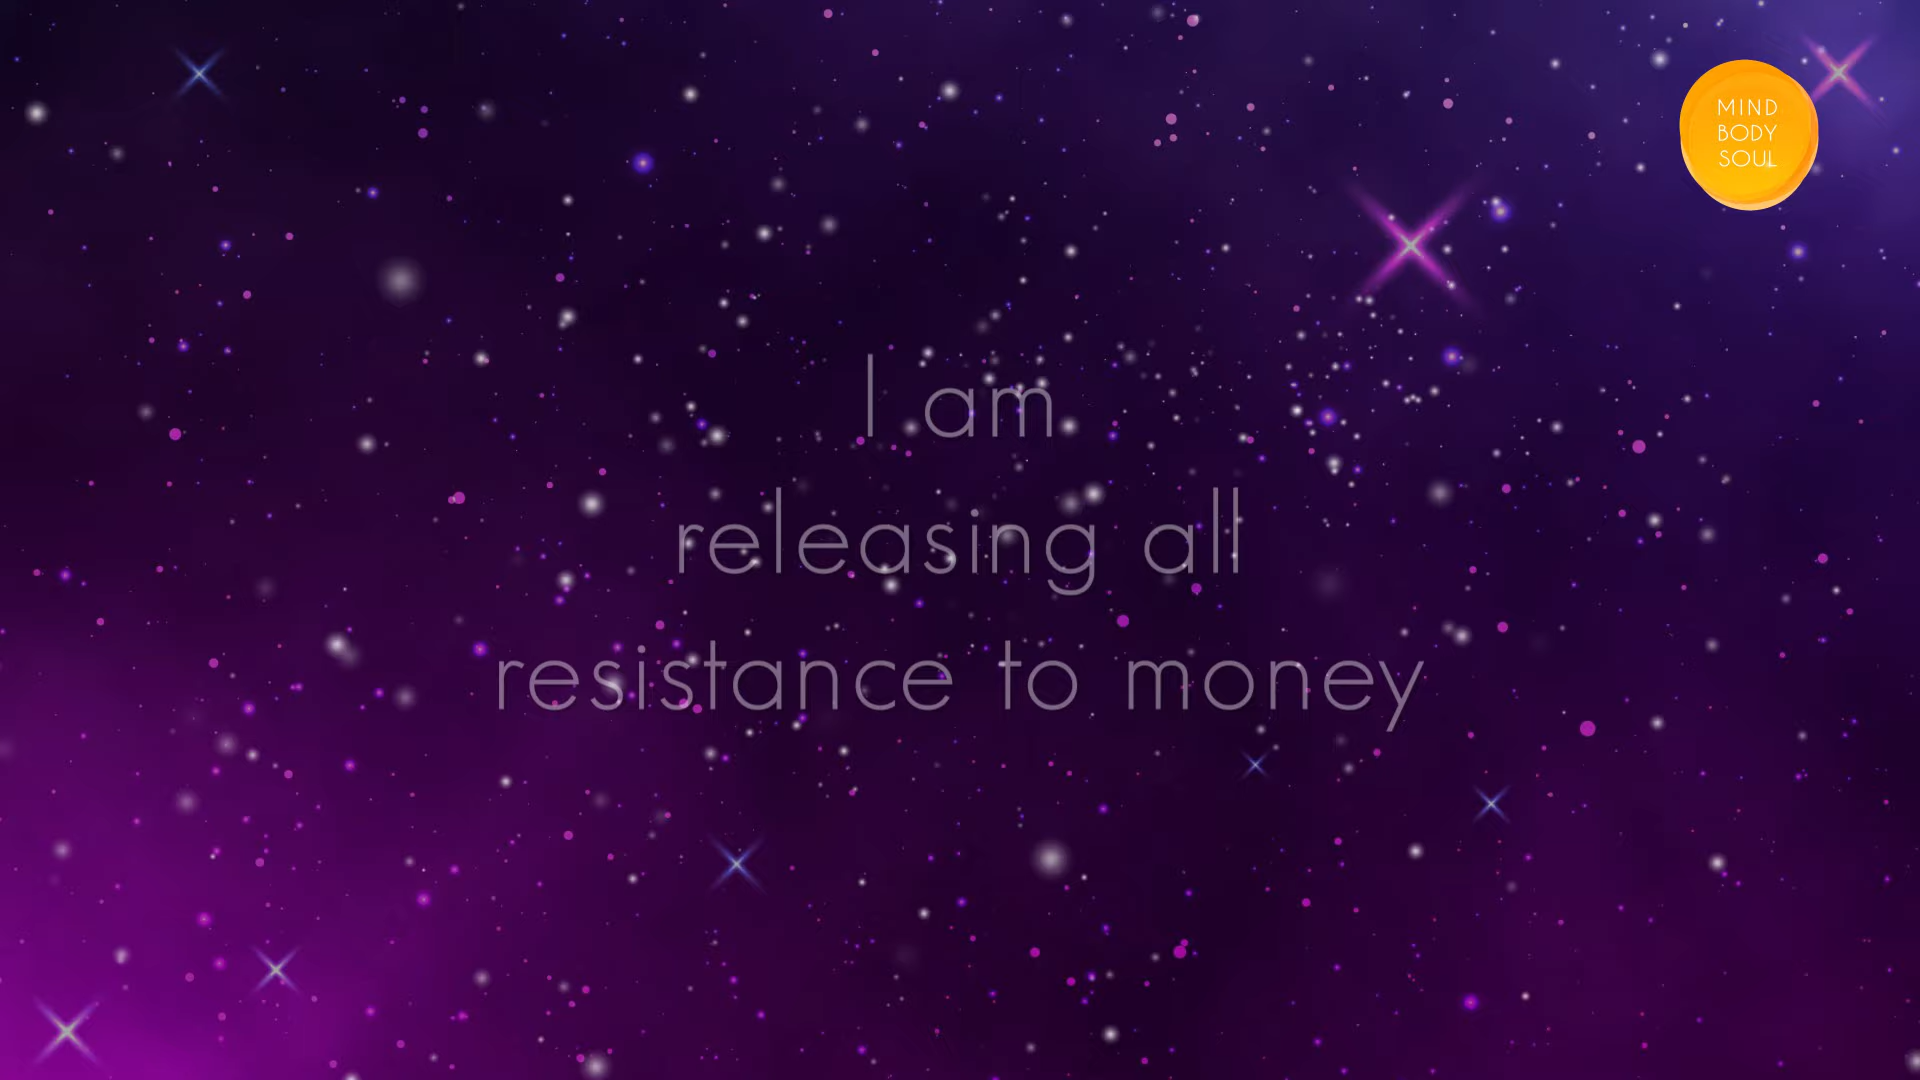 MIND
BODY
SOUL
I am
releasing all
resistance to money